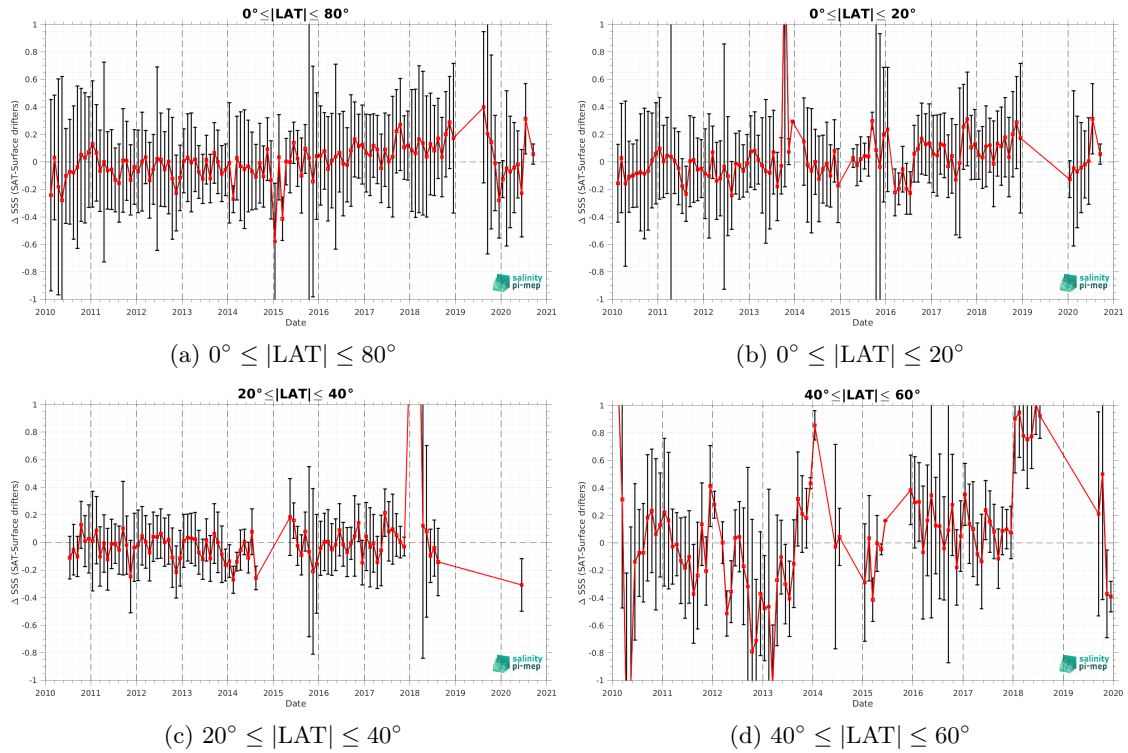 0°≤|LAT|≤ 80°
1
0.8
0.6
0.4
0.2
0
-0.2
-0.4
-0.6
-0.8
-1
Δ SSS (SAT-Surface drifters)
2010 2011 2012 2013 2014 2015 2016 2017 2018 2019 2020 2021
Date
salinity
pi-mep
(a) 0° ≤ |LAT| ≤ 80°
0°≤|LAT|≤ 20°
1
0.8
0.6
0.4
0.2
0
-0.2
-0.4
-0.6
-0.8
-1
Δ SSS (SAT-Surface drifters)
2010 2011 2012 2013 2014 2015 2016 2017 2018 2019 2020 2021
Date
salinity
pi-mep
(b) 0° ≤ |LAT| ≤ 20°
20°≤|LAT|≤ 40°
1
0.8
0.6
0.4
0.2
0
-0.2
-0.4
-0.6
-0.8
-1
Δ SSS (SAT-Surface drifters)
2010 2011 2012 2013 2014 2015 2016 2017 2018 2019 2020 2021
Date
salinity
pi-mep
(c) 20° ≤ |LAT| ≤ 40°
40°≤|LAT|≤ 60°
1
0.8
0.6
0.4
0.2
0
-0.2
-0.4
-0.6
-0.8
-1
Δ SSS (SAT-Surface drifters)
2010 2011 2012 2013 2014 2015 2016 2017 2018 2019 2020
Date
salinity
pi-mep
(d) 40° ≤ |LAT| ≤ 60°